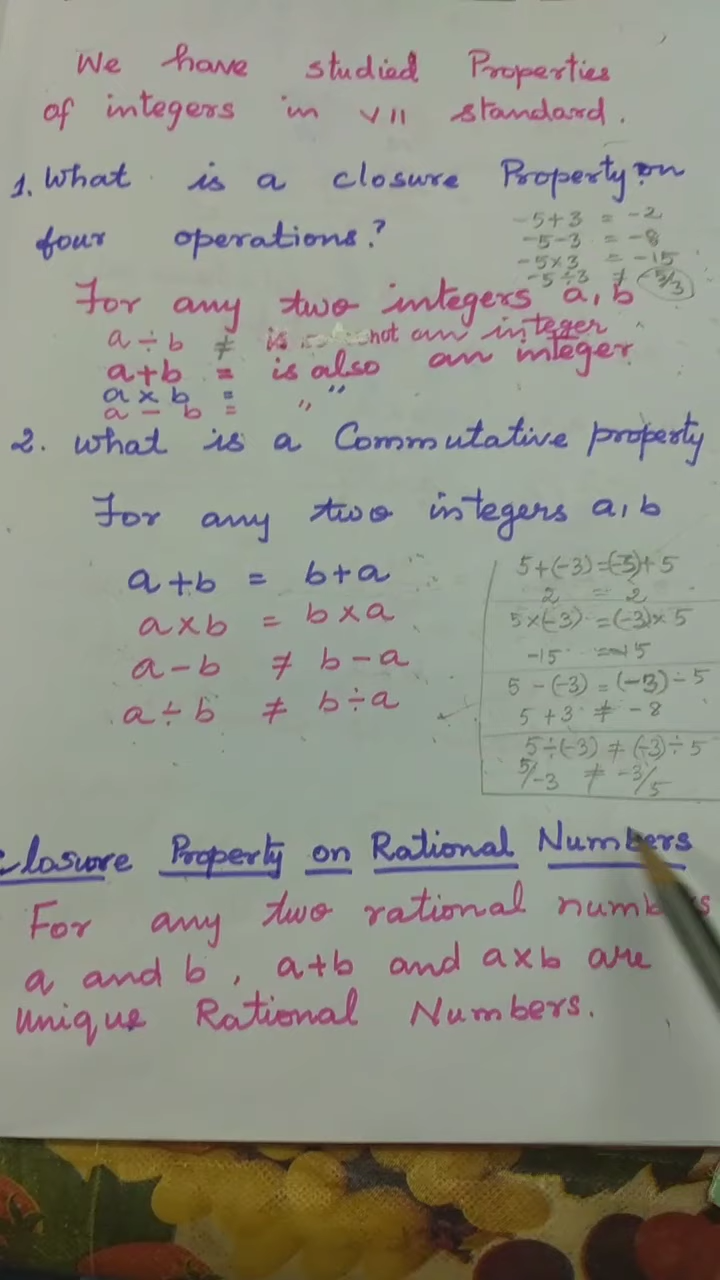 We have studied Properties
of integers in VII standard.
1. What is a closure Property on
four operations?
-5+3 = -2
-5-3 = -8
-5×3 = -15
-5÷3 ≠ 5/3
For any two integers a, b
a ÷ b ≠ is not an integer
a+b = is also an integer
a × b = " "
a - b =
2. What is a Commutative property
For any two integers a, b
a+b = b+a
a×b = b×a
a-b ≠ b-a
a÷b ≠ b÷a
5+(-3)=(-3)+5
2 = 2
5×(-3) =(-3)×5
-15 = -15
5-(-3) = (-3)-5
5+3 ≠ -8
5÷(-3) ≠ (-3)÷5
5/-3 ≠ -3/5
Closure Property on Rational Numbers
For any two rational numbers
a and b, a+b and a×b are
unique Rational Numbers.